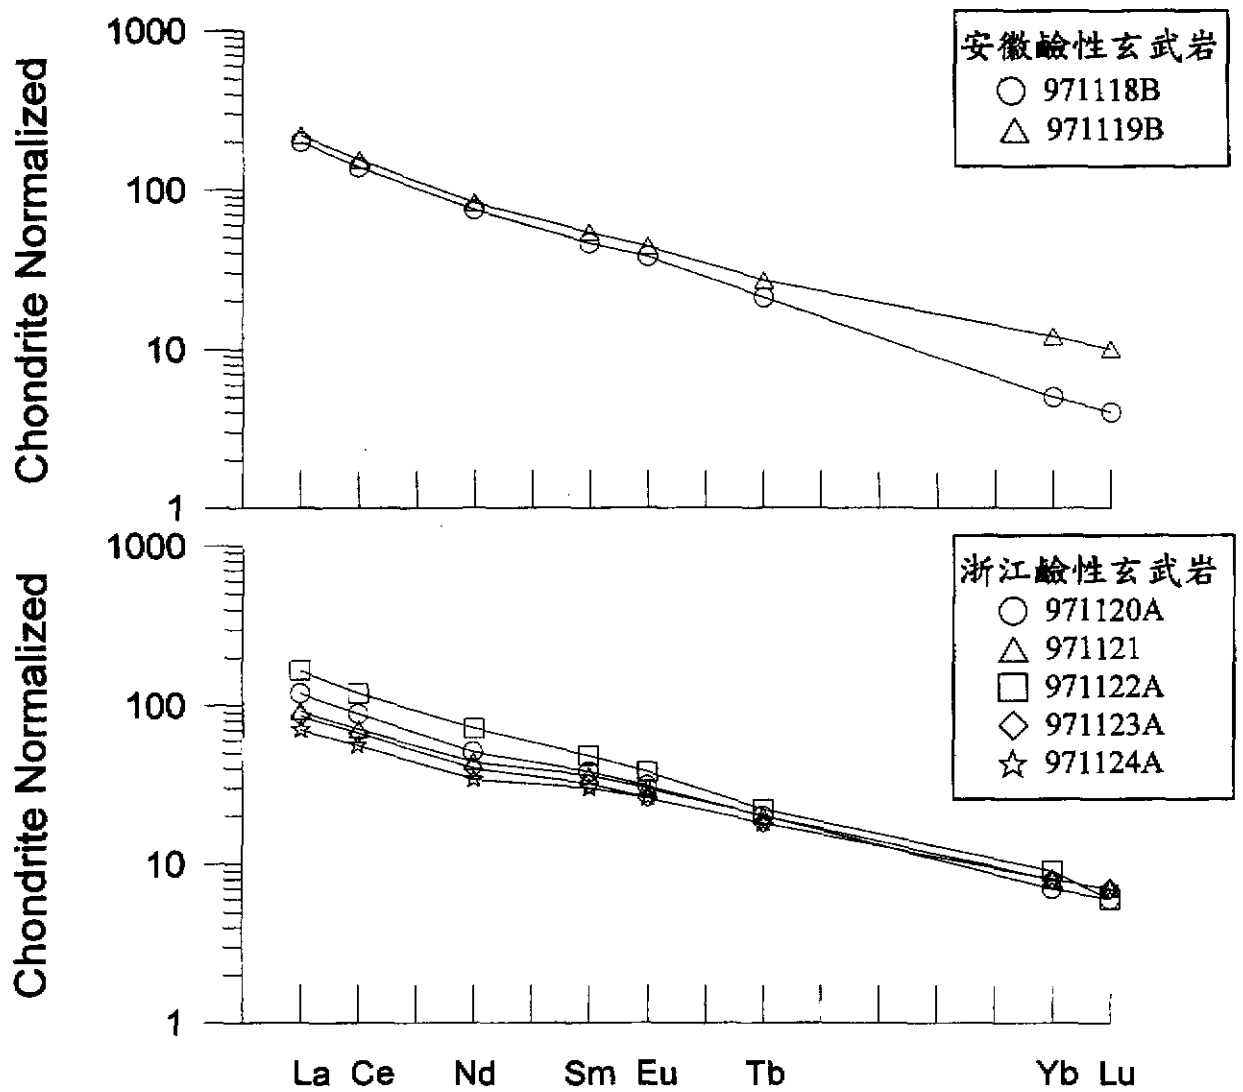 Chondrite Normalized
1000
100
10
1
安徽鹼性玄武岩
971118B
971119B
Chondrite Normalized
1000
100
10
1
浙江鹼性玄武岩
971120A
971121
971122A
971123A
971124A
La Ce Nd Sm Eu Tb Yb Lu